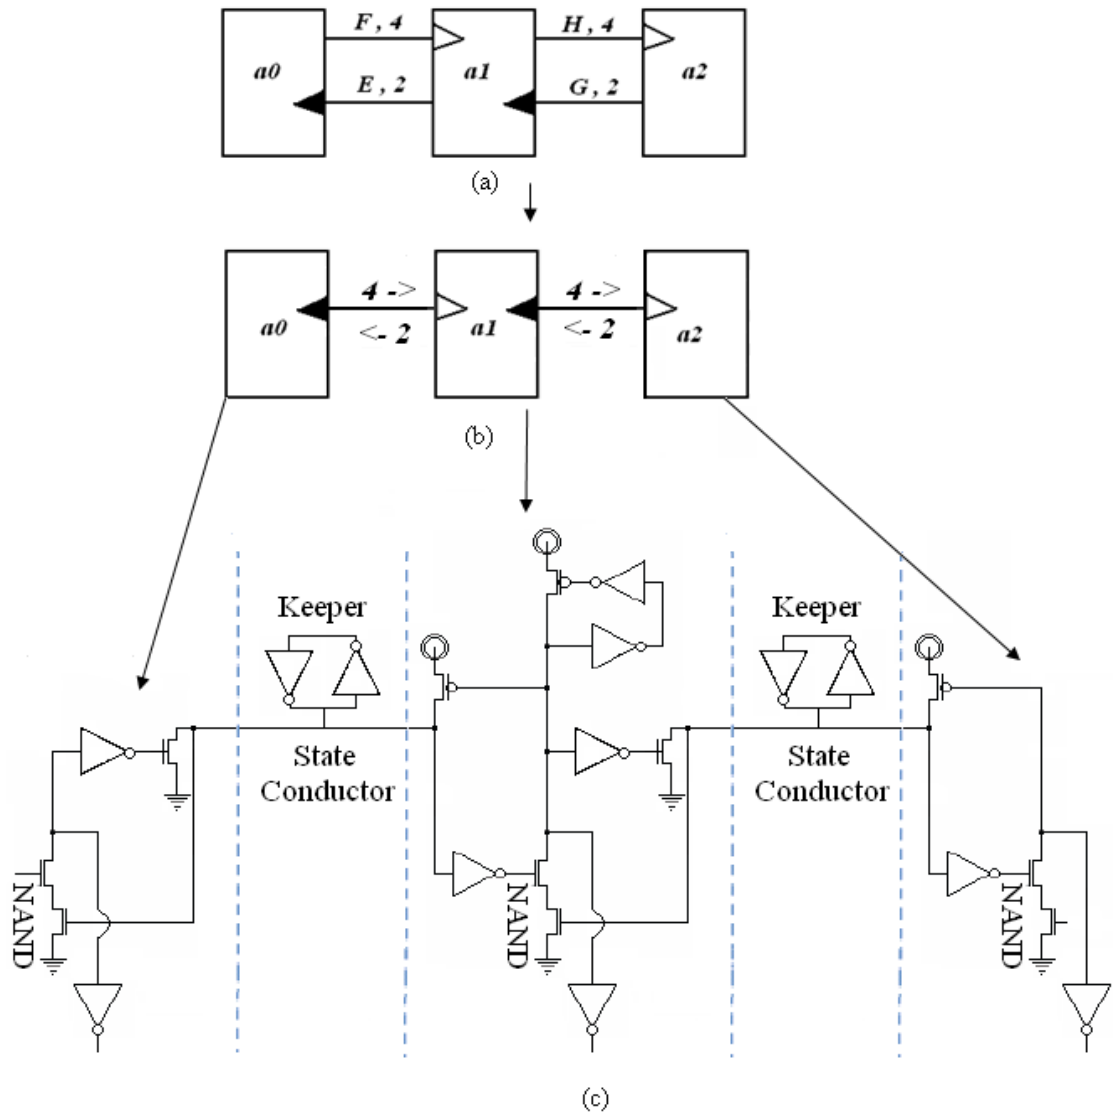 F , 4
H , 4
a0
a1
a2
E , 2
G , 2
(a)
4 ->
4 ->
a0
<- 2
a1
<- 2
a2
(b)
Keeper
Keeper
State
Conductor
State
Conductor
NAND
NAND
NAND
(c)